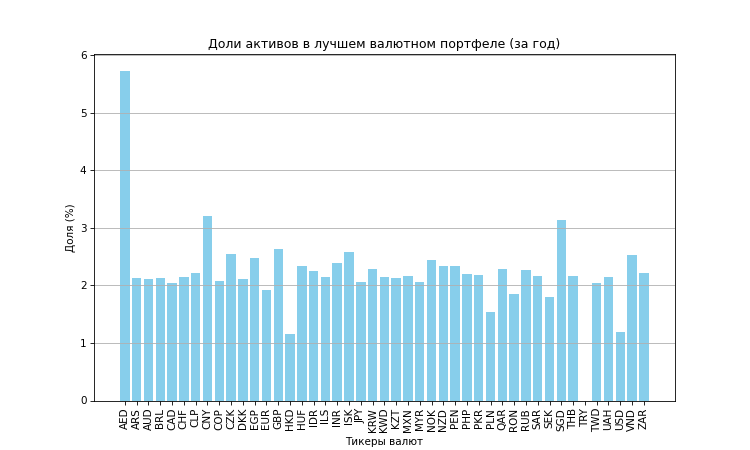 Доли активов в лучшем валютном портфеле (за год)
Доля (%)
6
5
4
3
2
1
0
AED ARS AUD BRL CAD CHF CLP CNY COP CZK DKK EGP EUR GBP HKD HUF IDR ILS INR ISK JPY KRW KWD KZT MXN MYR NOK NZD PEN PHP PKR PLN QAR RON RUB SAR SEK SGD THB TRY TWD UAH USD VND ZAR
Тикеры валют